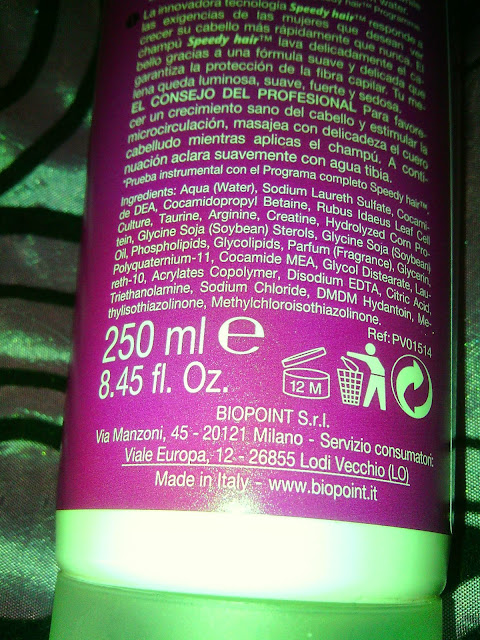 La innovadora tecnología Speedy hair™ responde a
las exigencias de las mujeres que desean ver
crecer su cabello más rápidamente que nunca. El
champú Speedy hair™ lava delicadamente el ca-
bello gracias a una fórmula suave y delicada que
garantiza la protección de la fibra capilar. Tu me-
lena queda luminosa, suave, fuerte y sedosa.
EL CONSEJO DEL PROFESIONAL Para favore-
cer un crecimiento sano del cabello y estimular la
microcirculación, masajea con delicadeza el cuero
cabelludo mientras aplicas el champú. A conti-
nuación aclara suavemente con agua tibia.
*Prueba instrumental con el Programa completo Speedy hair™.
Ingredients: Aqua (Water), Sodium Laureth Sulfate, Cocami-
de DEA, Cocamidopropyl Betaine, Rubus Idaeus Leaf Cell
Culture, Taurine, Arginine, Creatine, Hydrolyzed Corn Pro-
tein, Glycine Soja (Soybean) Sterols, Glycine Soja (Soybean)
Oil, Phospholipids, Glycolipids, Parfum (Fragrance), Glycerin,
Polyquaternium-11, Cocamide MEA, Glycol Distearate, Lau-
reth-10, Acrylates Copolymer, Disodium EDTA, Citric Acid,
Triethanolamine, Sodium Chloride, DMDM Hydantoin, Me-
thylisothiazolinone, Methylchloroisothiazolinone.
Ref: PV01514
250 ml e
8.45 fl. Oz.
12 M
BIOPOINT S.r.l.
Via Manzoni, 45 - 20121 Milano - Servizio consumatori:
Viale Europa, 12 - 26855 Lodi Vecchio (LO)
Made in Italy - www.biopoint.it